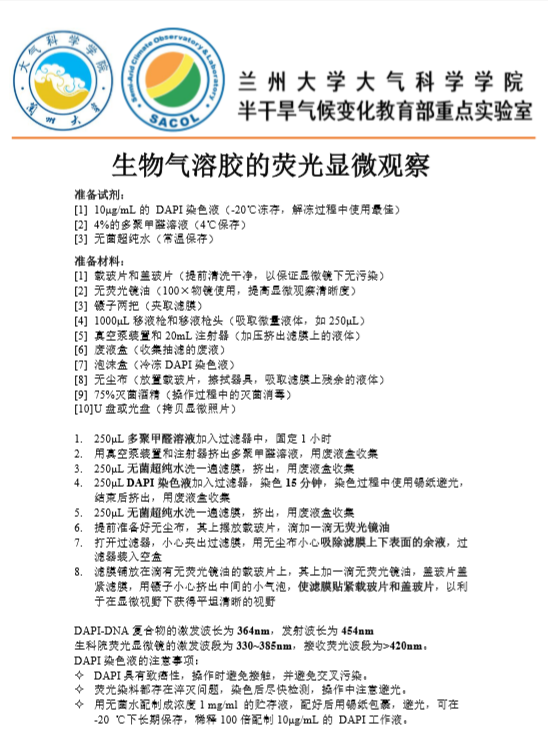 大气科学学院
兰州大学
Semi-Arid Climate Observatory & Laboratory
SACOL
兰州大学大气科学学院
半干旱气候变化教育部重点实验室
生物气溶胶的荧光显微观察
准备试剂：
[1] 10μg/mL 的 DAPI 染色液（-20℃冻存，解冻过程中使用最佳）
[2] 4%的多聚甲醛溶液（4℃保存）
[3] 无菌超纯水（常温保存）
准备材料：
[1] 载玻片和盖玻片（提前清洗干净，以保证显微镜下无污染）
[2] 无荧光镜油（100×物镜使用，提高显微观察清晰度）
[3] 镊子两把（夹取滤膜）
[4] 1000μL 移液枪和移液枪头（吸取微量液体，如 250μL）
[5] 真空泵装置和 20mL 注射器（加压挤出滤膜上的液体）
[6] 废液盒（收集抽滤的废液）
[7] 泡沫盒（冷冻 DAPI 染色液）
[8] 无尘布（放置载玻片，擦拭器具，吸取滤膜上残余的液体）
[9] 75%灭菌酒精（操作过程中的灭菌消毒）
[10]U 盘或光盘（拷贝显微照片）
1. 250μL 多聚甲醛溶液加入过滤器中，固定 1 小时
2. 用真空泵装置和注射器挤出多聚甲醛溶液，用废液盒收集
3. 250μL 无菌超纯水洗一遍滤膜，挤出，用废液盒收集
4. 250μL DAPI 染色液加入过滤器，染色 15 分钟，染色过程中使用锡纸避光，
结束后挤出，用废液盒收集
5. 250μL 无菌超纯水洗一遍滤膜，挤出，用废液盒收集
6. 提前准备好无尘布，其上摆放载玻片，滴加一滴无荧光镜油
7. 打开过滤器，小心夹出过滤膜，用无尘布小心吸除滤膜上下表面的余液，过
滤器装入空盒
8. 滤膜铺放在滴有无荧光镜油的载玻片上，其上加一滴无荧光镜油，盖玻片盖
紧滤膜，用镊子小心挤出中间的小气泡，使滤膜贴紧载玻片和盖玻片，以利
于在显微视野下获得平坦清晰的视野
DAPI-DNA 复合物的激发波长为 364nm，发射波长为 454nm
生科院荧光显微镜的激发波段为 330~385nm，接收荧光波段为>420nm。
DAPI 染色液的注意事项：
✧ DAPI 具有致癌性，操作时避免接触，并避免交叉污染。
✧ 荧光染料都存在淬灭问题，染色后尽快检测，操作中注意避光。
✧ 用无菌水配制成浓度 1 mg/ml 的贮存液，配好后用锡纸包裹，避光，可在
-20 ℃下长期保存，稀释 100 倍配制 10μg/mL 的 DAPI 工作液。